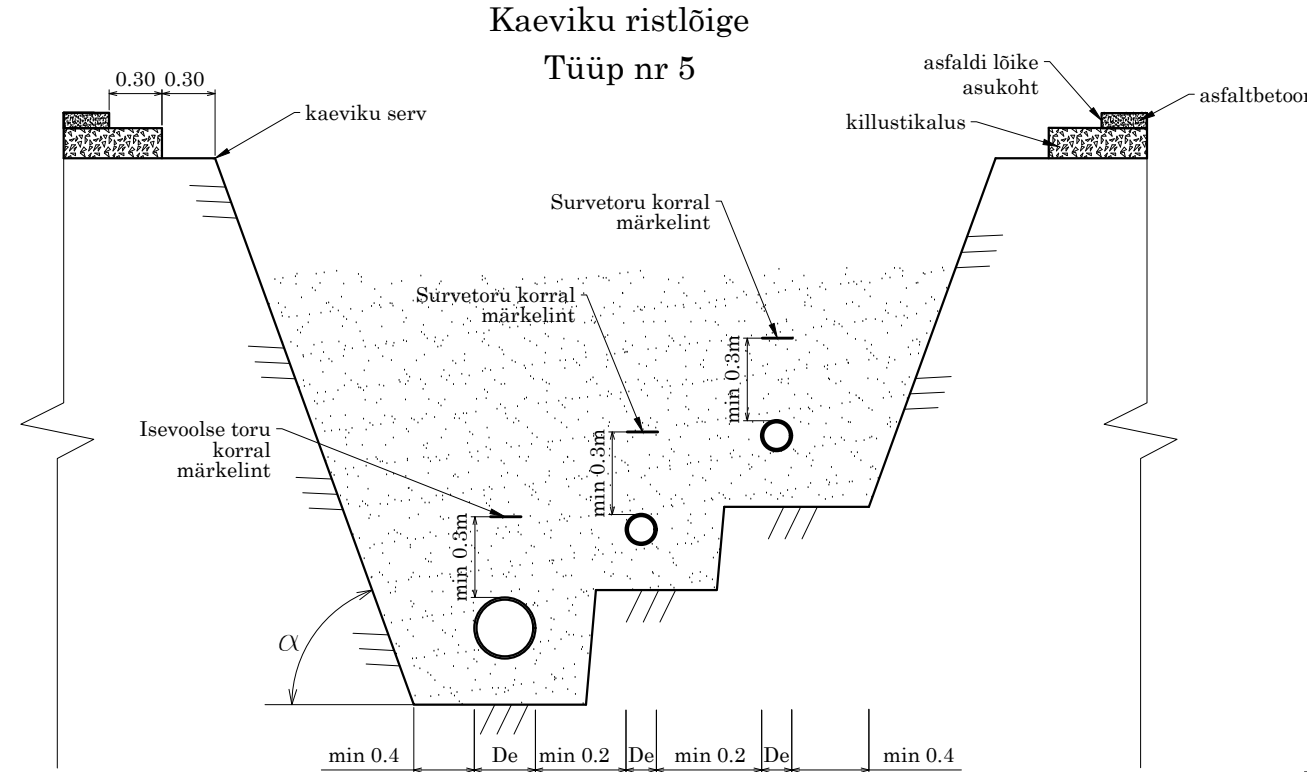 Kaeviku ristlõige
Tüüp nr 5
0.30 0.30
kaeviku serv
asfaldi lõike
asukoht
asfaltbetoon
killustikalus
Survetoru korral
märkelint
Survetoru korral
märkelint
min 0.3m
Isevoolse toru
korral
märkelint
min 0.3m
min 0.3m
α
min 0.4 De min 0.2 De min 0.2 De min 0.4